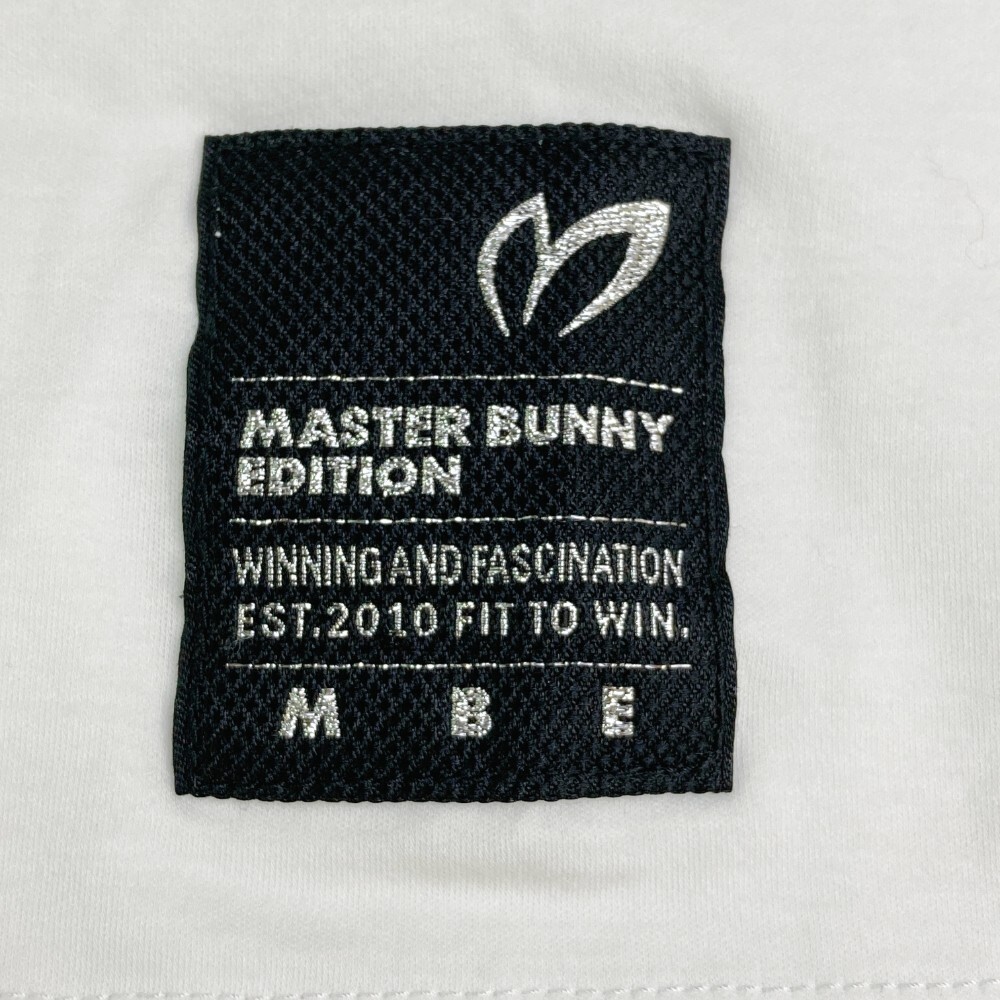 MASTER BUNNY
EDITION
WINNING AND FASCINATION
EST.2010 FIT TO WIN.
M B E